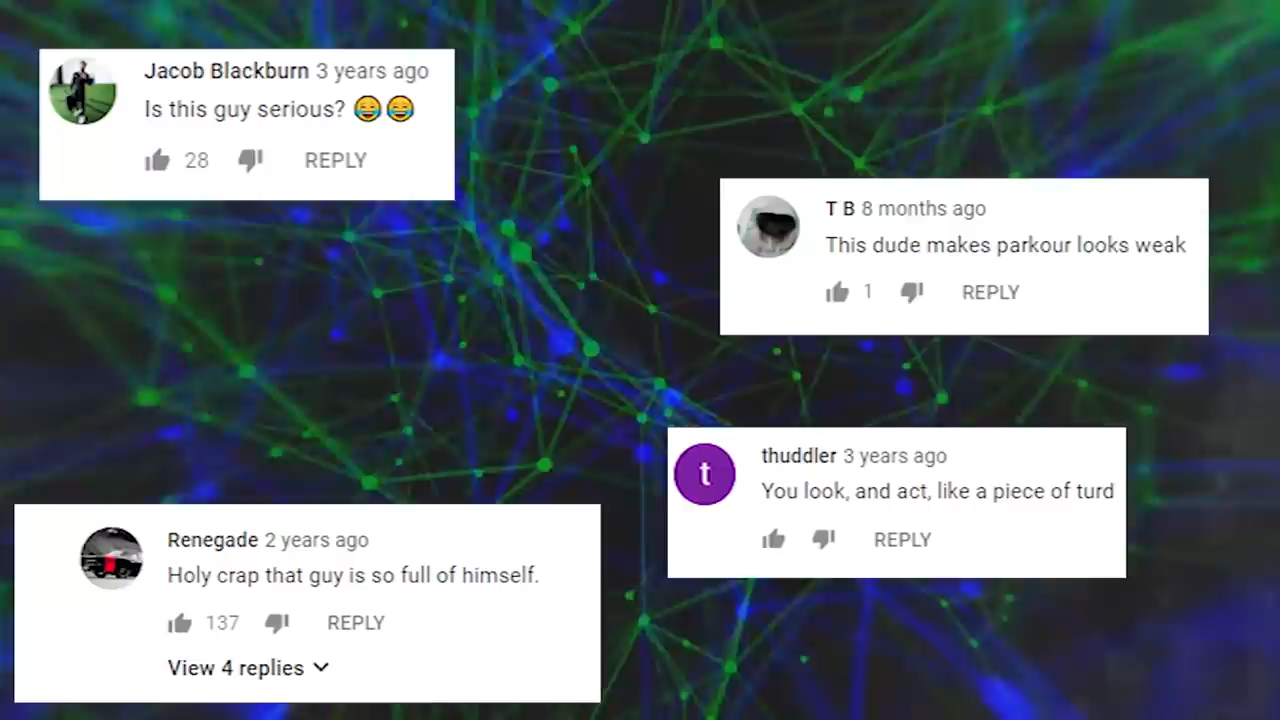 Jacob Blackburn 3 years ago
Is this guy serious? 😂😂
28 REPLY
T B 8 months ago
This dude makes parkour looks weak
1 REPLY
t
thuddler 3 years ago
You look, and act, like a piece of turd
REPLY
Renegade 2 years ago
Holy crap that guy is so full of himself.
137 REPLY
View 4 replies